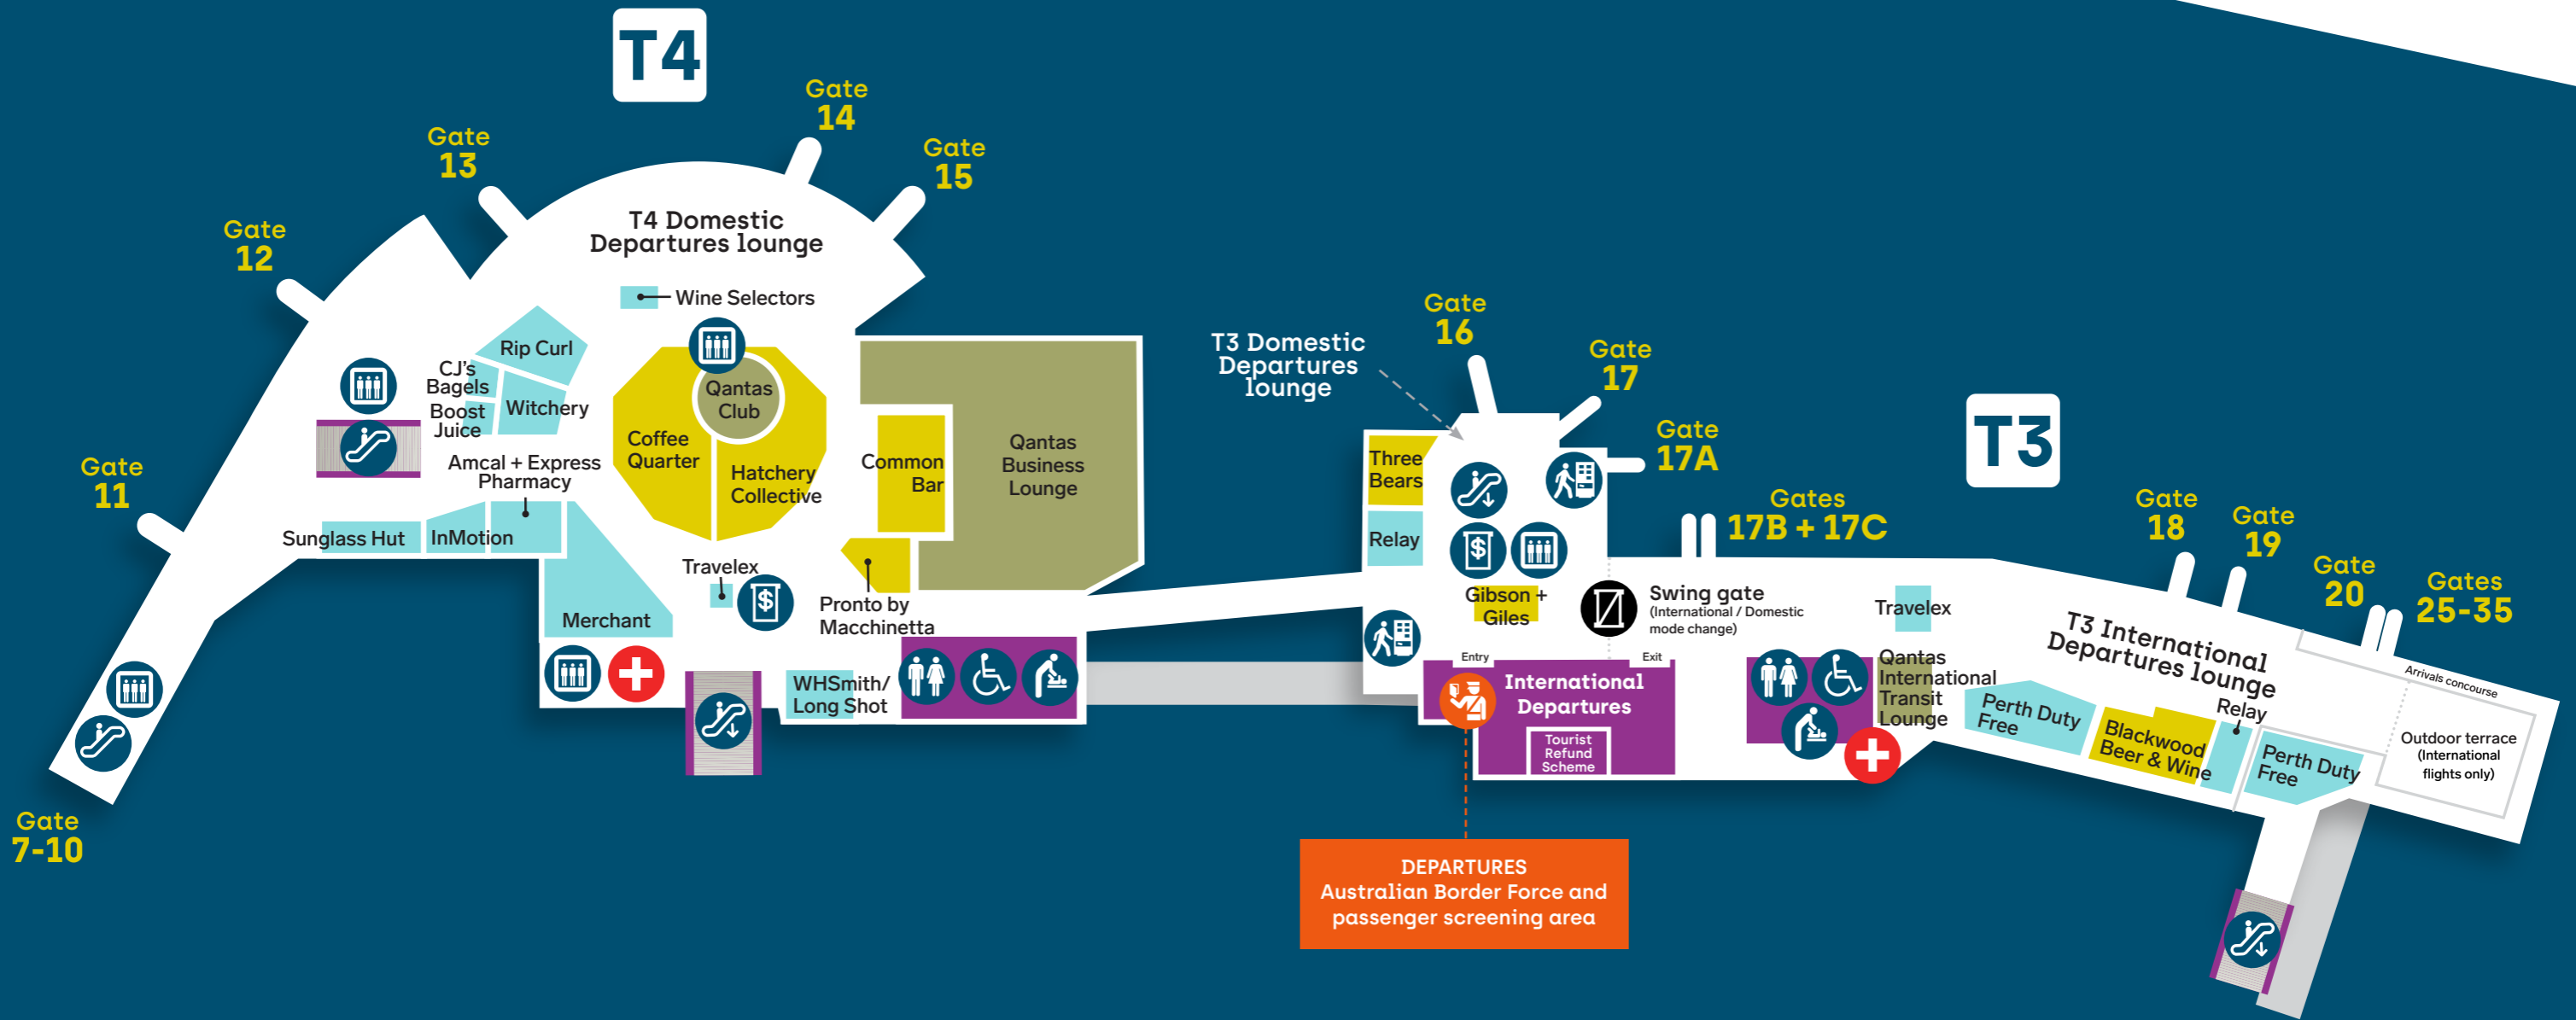 T4
Gate
14
Gate
13
Gate
15
Gate
12
T4 Domestic
Departures lounge
Wine Selectors
Rip Curl
CJ's
Bagels
Boost
Juice
Witchery
Qantas
Club
Coffee
Quarter
Hatchery
Collective
Common
Bar
Qantas
Business
Lounge
Gate
11
Amcal + Express
Pharmacy
Sunglass Hut
InMotion
Merchant
Travelex
$
Pronto by
Macchinetta
WHSmith/
Long Shot
Gate
7-10
T3 Domestic
Departures
lounge
Gate
16
Gate
17
Gate
17A
T3
Three
Bears
Relay
$
Gibson +
Giles
Gates
17B + 17C
Swing gate
(International / Domestic
mode change)
Entry
Exit
International
Departures
Tourist
Refund
Scheme
Travelex
Qantas
International
Transit
Lounge
Gate
18
Gate
19
Gate
20
Gates
25-35
T3 International
Departures lounge
Arrivals concourse
Perth Duty
Free
Blackwood
Beer & Wine
Relay
Perth Duty
Free
Outdoor terrace
(International
flights only)
DEPARTURES
Australian Border Force and
passenger screening area